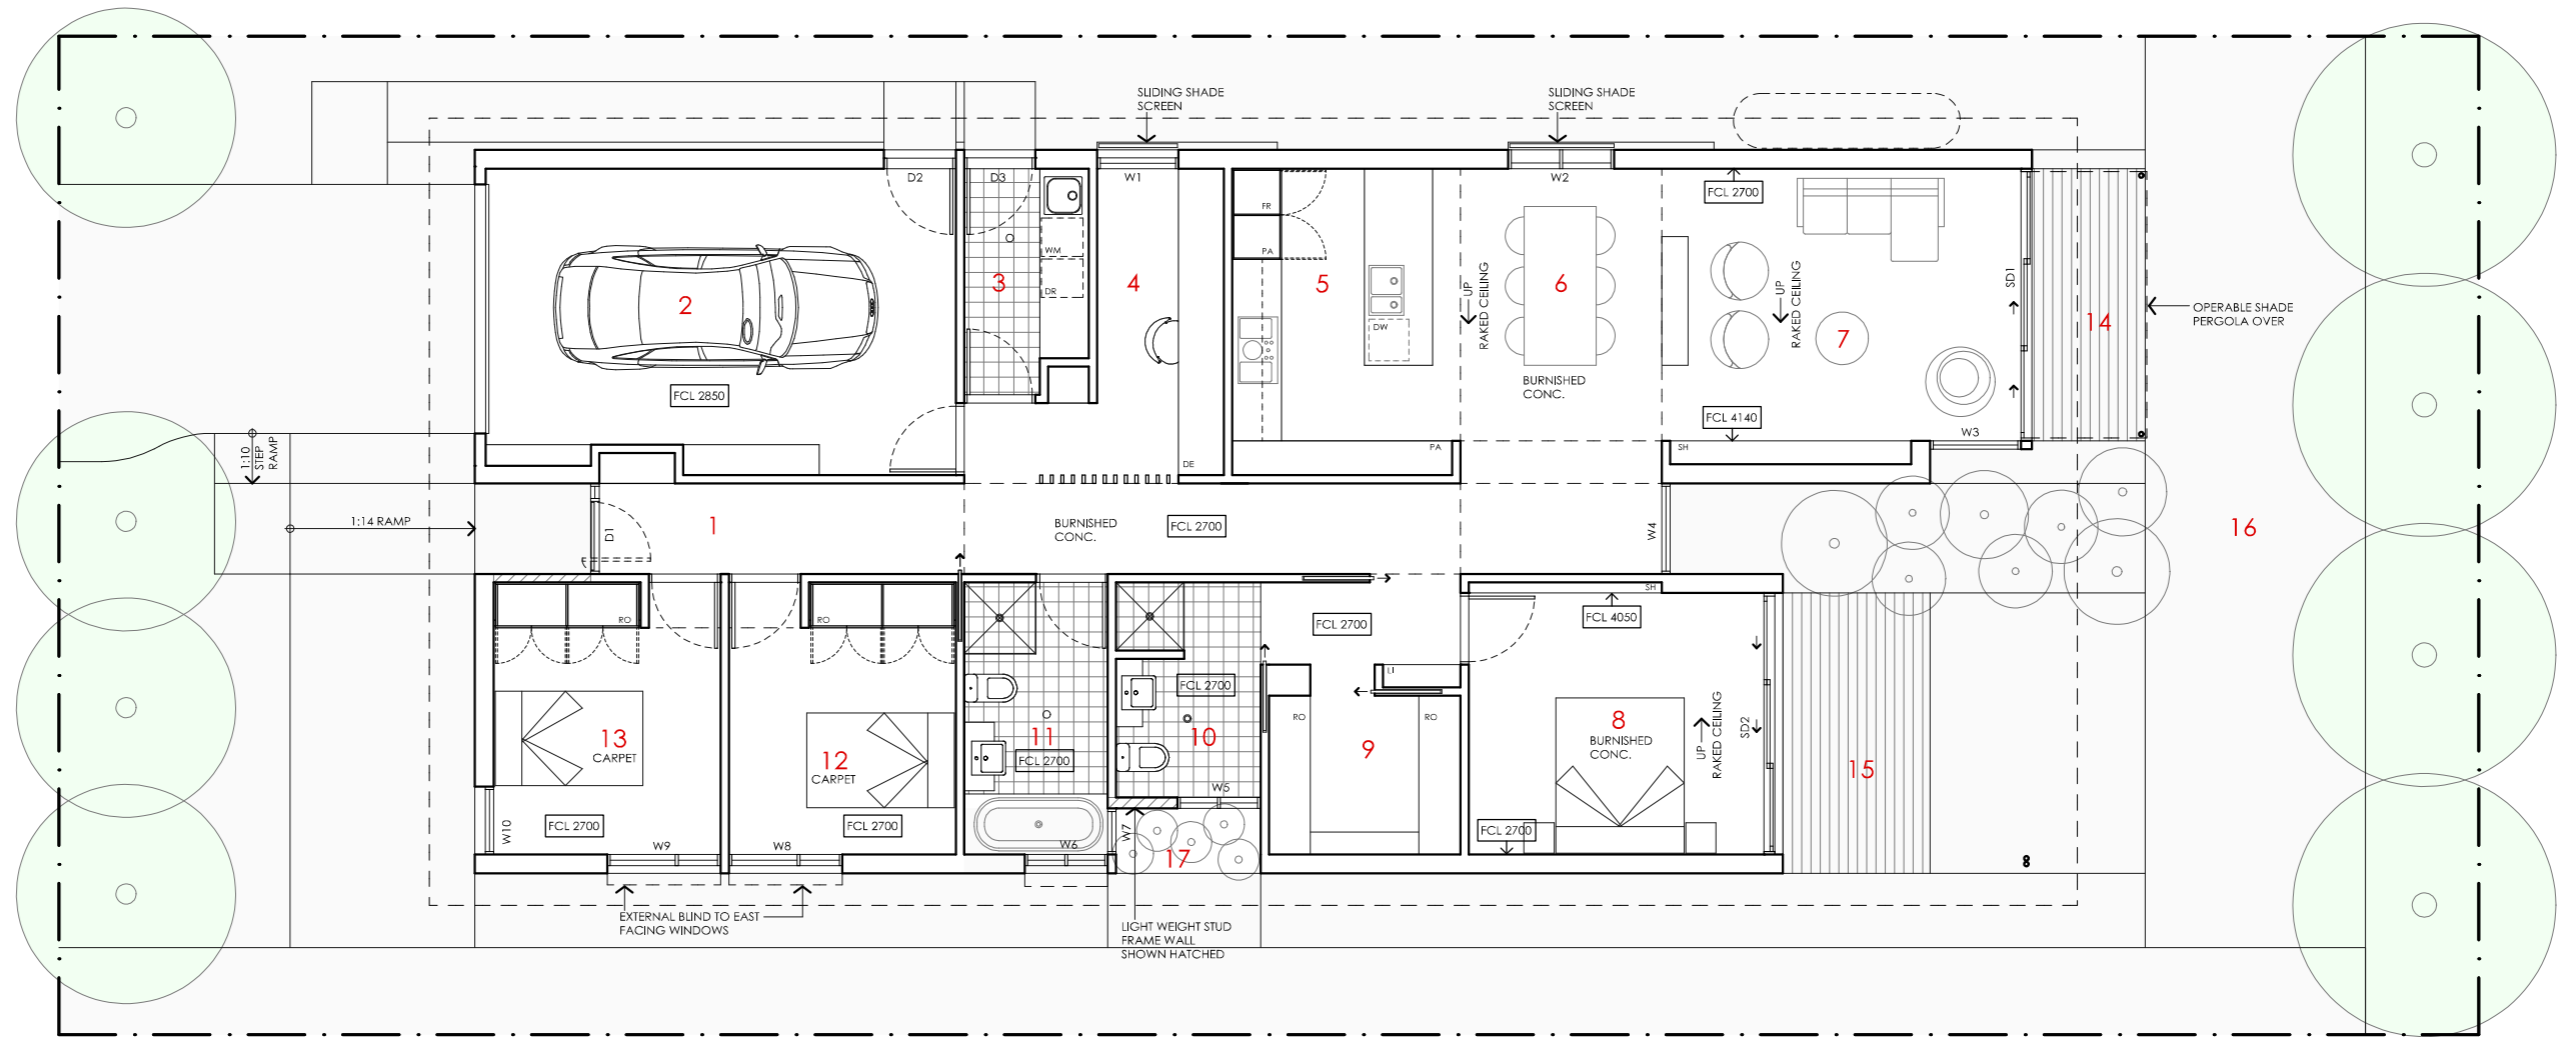 SLIDING SHADE
SCREEN
SLIDING SHADE
SCREEN
D2
D3
W1
W2
FCL 2700
FR
PA
WM
DR
2
3
4
5
6
7
14
DW
UP
RAKED CEILING
UP
RAKED CEILING
SD1
OPERABLE SHADE
PERGOLA OVER
BURNISHED
CONC.
FCL 2850
FCL 4140
W3
1:10
STEP
RAMP
PA
SH
DE
1:14 RAMP
D1
1
BURNISHED
CONC.
FCL 2700
W4
16
RO
RO
FCL 2700
SH
FCL 4050
LI
FCL 2700
RO
RO
13
CARPET
12
CARPET
11
FCL 2700
10
9
8
BURNISHED
CONC.
UP
RAKED CEILING
SD2
15
W5
W10
FCL 2700
W9
W8
FCL 2700
W6
W7
17
FCL 2700
EXTERNAL BLIND TO EAST
FACING WINDOWS
LIGHT WEIGHT STUD
FRAME WALL
SHOWN HATCHED